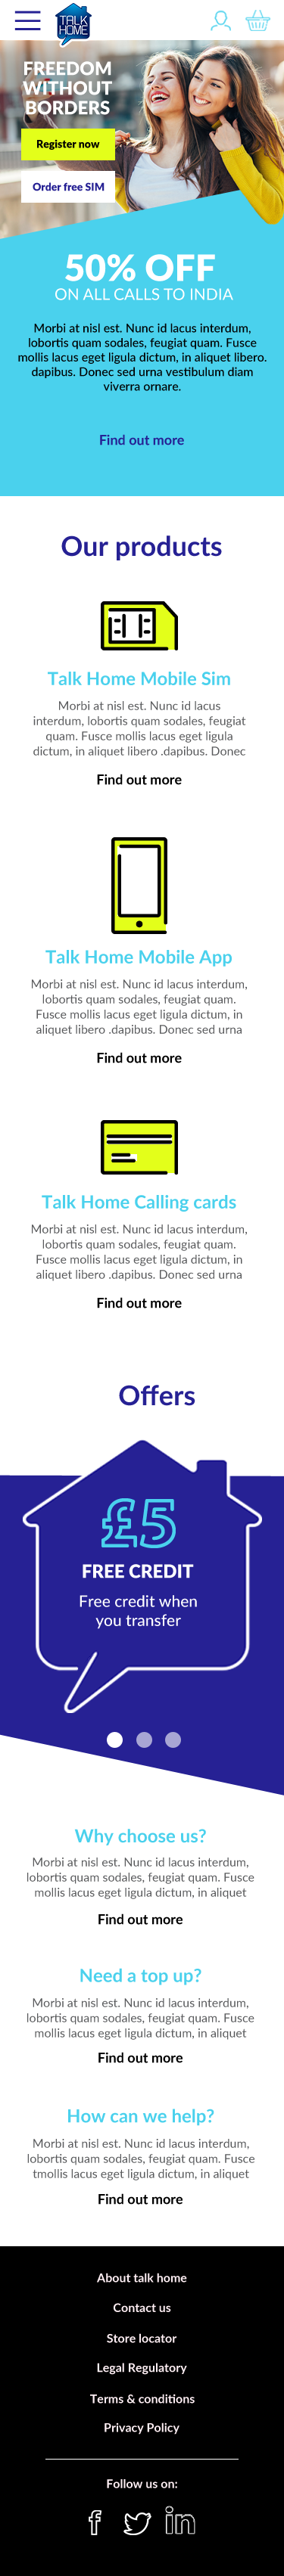 TALK
HOME
FREEDOM
WITHOUT
BORDERS
Register now
Order free SIM
50% OFF
ON ALL CALLS TO INDIA
Morbi at nisl est. Nunc id lacus interdum,
lobortis quam sodales, feugiat quam. Fusce
mollis lacus eget ligula dictum, in aliquet libero.
dapibus. Donec sed urna vestibulum diam
viverra ornare.
Find out more
Our products
Talk Home Mobile Sim
Morbi at nisl est. Nunc id lacus
interdum, lobortis quam sodales, feugiat
quam. Fusce mollis lacus eget ligula
dictum, in aliquet libero .dapibus. Donec
Find out more
Talk Home Mobile App
Morbi at nisl est. Nunc id lacus interdum,
lobortis quam sodales, feugiat quam.
Fusce mollis lacus eget ligula dictum, in
aliquet libero .dapibus. Donec sed urna
Find out more
Talk Home Calling cards
Morbi at nisl est. Nunc id lacus interdum,
lobortis quam sodales, feugiat quam.
Fusce mollis lacus eget ligula dictum, in
aliquet libero .dapibus. Donec sed urna
Find out more
Offers
£5
FREE CREDIT
Free credit when
you transfer
Why choose us?
Morbi at nisl est. Nunc id lacus interdum,
lobortis quam sodales, feugiat quam. Fusce
mollis lacus eget ligula dictum, in aliquet
Find out more
Need a top up?
Morbi at nisl est. Nunc id lacus interdum,
lobortis quam sodales, feugiat quam. Fusce
mollis lacus eget ligula dictum, in aliquet
Find out more
How can we help?
Morbi at nisl est. Nunc id lacus interdum,
lobortis quam sodales, feugiat quam. Fusce
tmollis lacus eget ligula dictum, in aliquet
Find out more
About talk home
Contact us
Store locator
Legal Regulatory
Terms & conditions
Privacy Policy
Follow us on:
f in